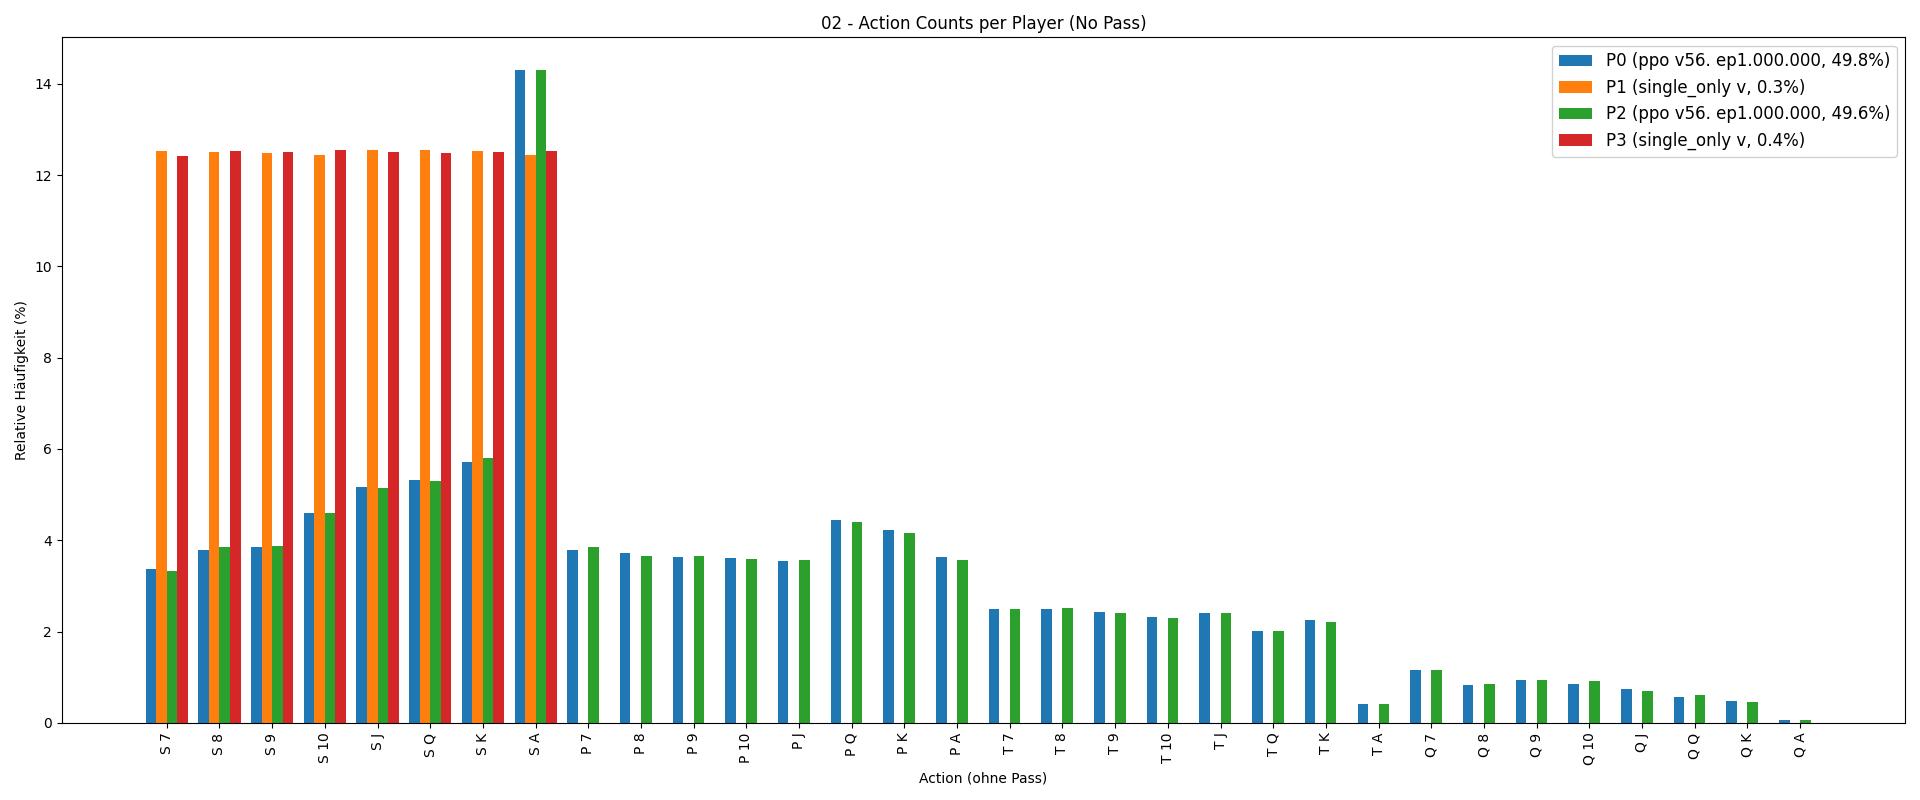 02 - Action Counts per Player (No Pass)
P0 (ppo v56. ep1.000.000, 49.8%)
P1 (single_only v, 0.3%)
P2 (ppo v56. ep1.000.000, 49.6%)
P3 (single_only v, 0.4%)
Relative Häufigkeit (%)
14
12
10
8
6
4
2
0
S 7
S 8
S 9
S 10
S J
S Q
S K
S A
P 7
P 8
P 9
P 10
P J
P Q
P K
P A
T 7
T 8
T 9
T 10
T J
T Q
T K
T A
Q 7
Q 8
Q 9
Q 10
Q J
Q Q
Q K
Q A
Action (ohne Pass)